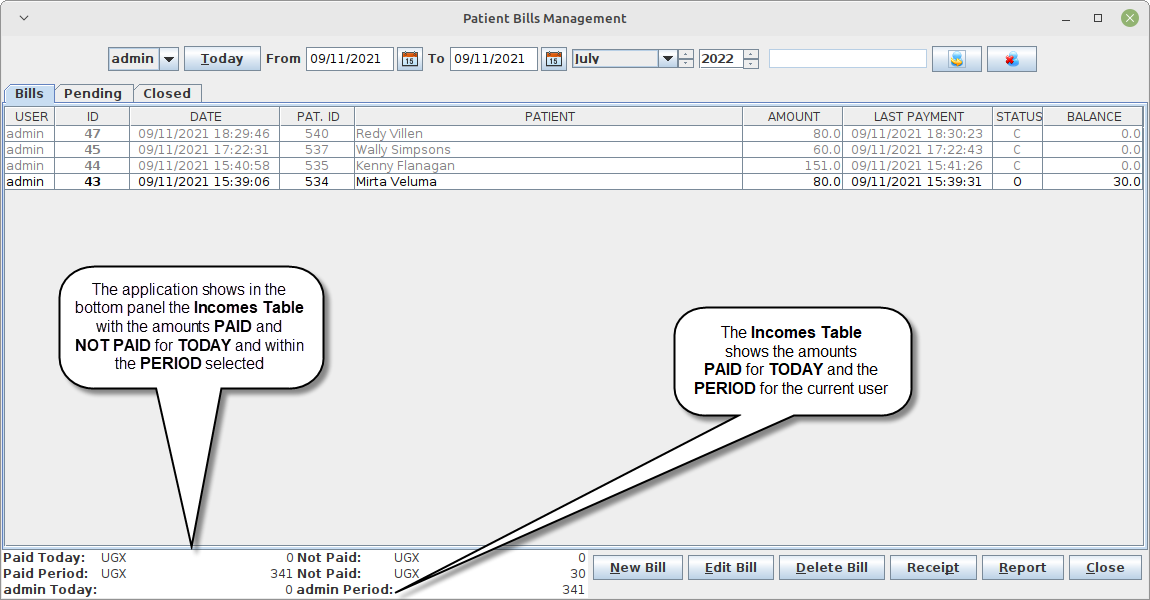 Patient Bills Management
admin Today From 09/11/2021 15 To 09/11/2021 15 July 2022
Bills Pending Closed
USER ID DATE PAT. ID PATIENT AMOUNT LAST PAYMENT STATUS BALANCE
admin 47 09/11/2021 18:29:46 540 Redy Villen 80.0 09/11/2021 18:30:23 C 0.0
admin 45 09/11/2021 17:22:31 537 Wally Simpsons 60.0 09/11/2021 17:22:43 C 0.0
admin 44 09/11/2021 15:40:58 535 Kenny Flanagan 151.0 09/11/2021 15:41:26 C 0.0
admin 43 09/11/2021 15:39:06 534 Mirta Veluma 80.0 09/11/2021 15:39:31 O 30.0
The application shows in the
bottom panel the Incomes Table
with the amounts PAID and
NOT PAID for TODAY and within
the PERIOD selected
The Incomes Table
shows the amounts
PAID for TODAY and the
PERIOD for the current user
Paid Today: UGX 0 Not Paid: UGX 0
Paid Period: UGX 341 Not Paid: UGX 30
admin Today: 0 admin Period: 341
New Bill Edit Bill Delete Bill Receipt Report Close